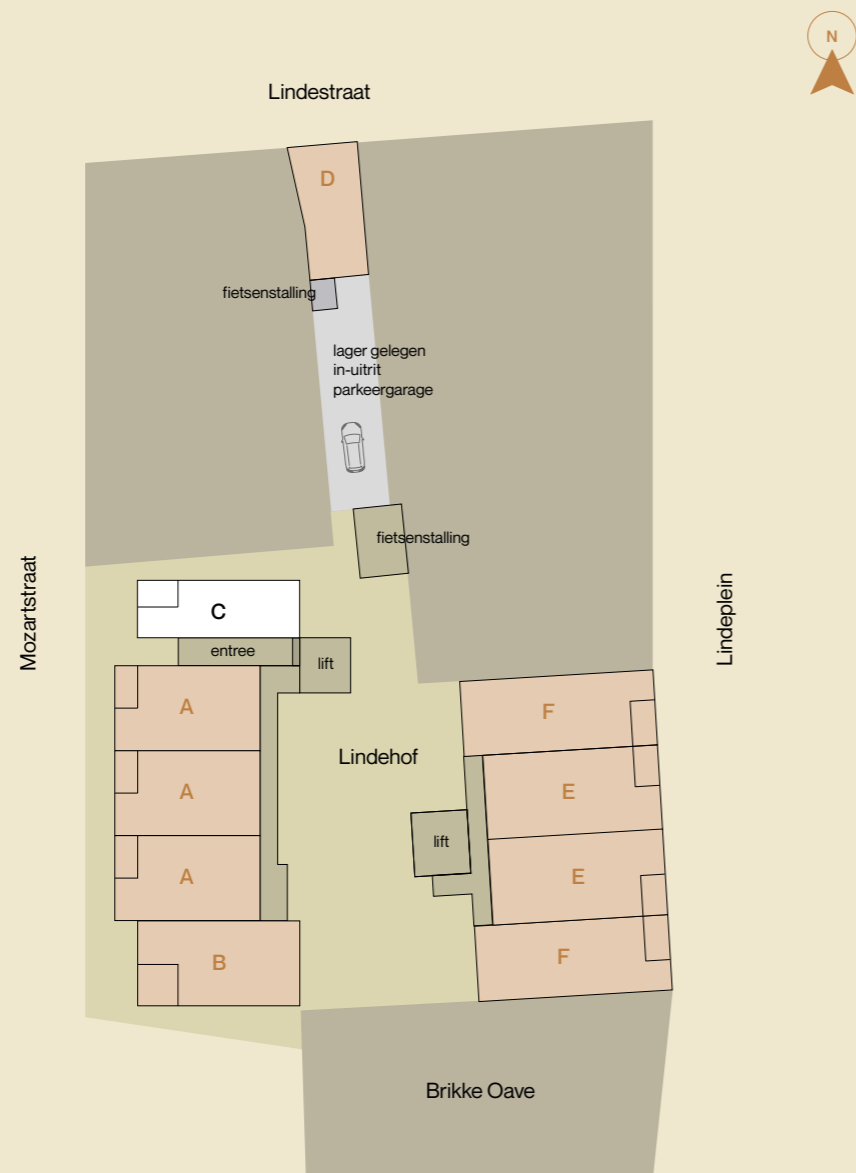 N
Lindestraat
D
fietsenstalling
lager gelegen
in-uitrit
parkeergarage
fietsenstalling
Mozartstraat
Lindeplein
C
entree
lift
A
F
Lindehof
A
E
lift
A
E
B
F
Brikke Oave